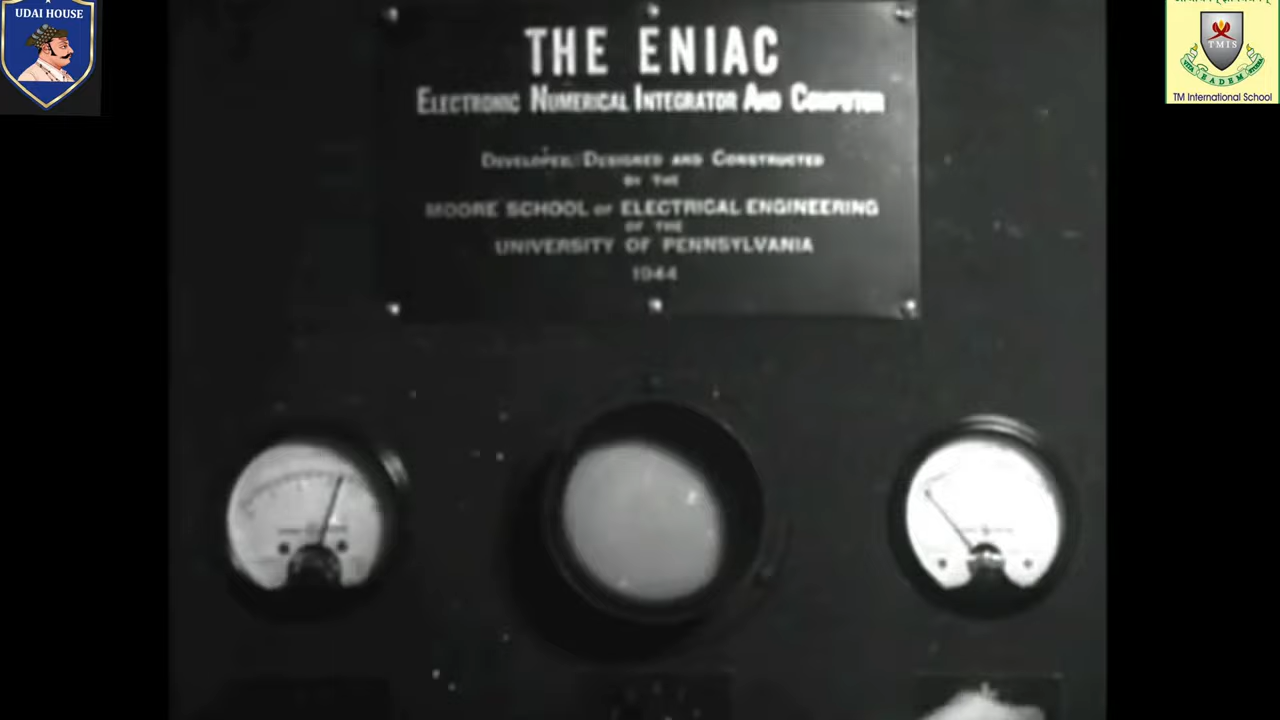 UDAI HOUSE
THE ENIAC
ELECTRONIC NUMERICAL INTEGRATOR AND COMPUTER
DEVELOPED, DESIGNED AND CONSTRUCTED
BY THE
MOORE SCHOOL OF ELECTRICAL ENGINEERING
OF THE
UNIVERSITY OF PENNSYLVANIA
1944
TMIS
TM International School